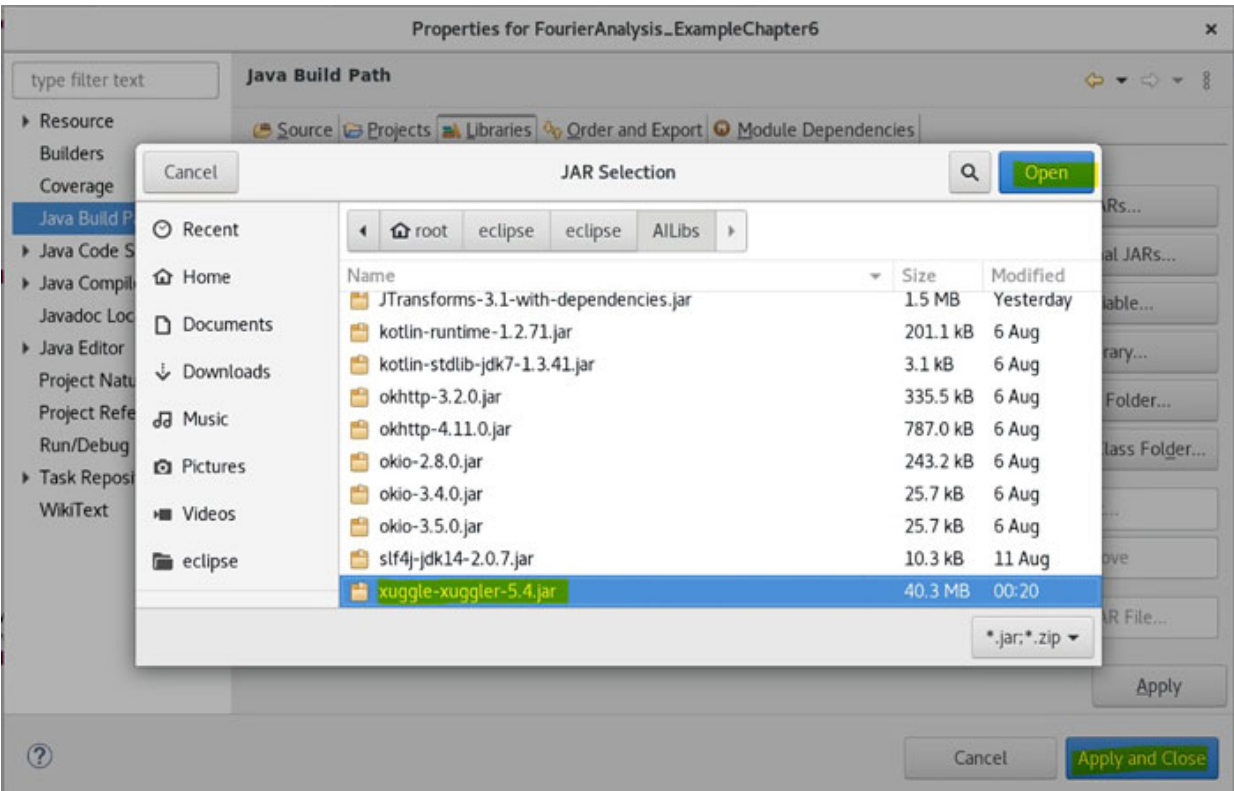 Properties for FourierAnalysis_ExampleChapter6 ×
type filter text
Java Build Path
Resource
Builders
Coverage
Java Build P
Java Code S
Java Compil
Javadoc Loc
Java Editor
Project Natu
Project Refe
Run/Debug
Task Reposi
WikiText
Source Projects Libraries Order and Export Module Dependencies
Cancel JAR Selection Open
Recent
Home
Documents
Downloads
Music
Pictures
Videos
eclipse
root eclipse eclipse AILibs
Name Size Modified
JTransforms-3.1-with-dependencies.jar 1.5 MB Yesterday
kotlin-runtime-1.2.71.jar 201.1 kB 6 Aug
kotlin-stdlib-jdk7-1.3.41.jar 3.1 kB 6 Aug
okhttp-3.2.0.jar 335.5 kB 6 Aug
okhttp-4.11.0.jar 787.0 kB 6 Aug
okio-2.8.0.jar 243.2 kB 6 Aug
okio-3.4.0.jar 25.7 kB 6 Aug
okio-3.5.0.jar 25.7 kB 6 Aug
slf4j-jdk14-2.0.7.jar 10.3 kB 11 Aug
xuggle-xuggler-5.4.jar 40.3 MB 00:20
*.jar;*.zip
ARs...
al JARs...
iable...
rary...
Folder...
lass Folder...
...
ove
AR File...
Apply
? Cancel Apply and Close